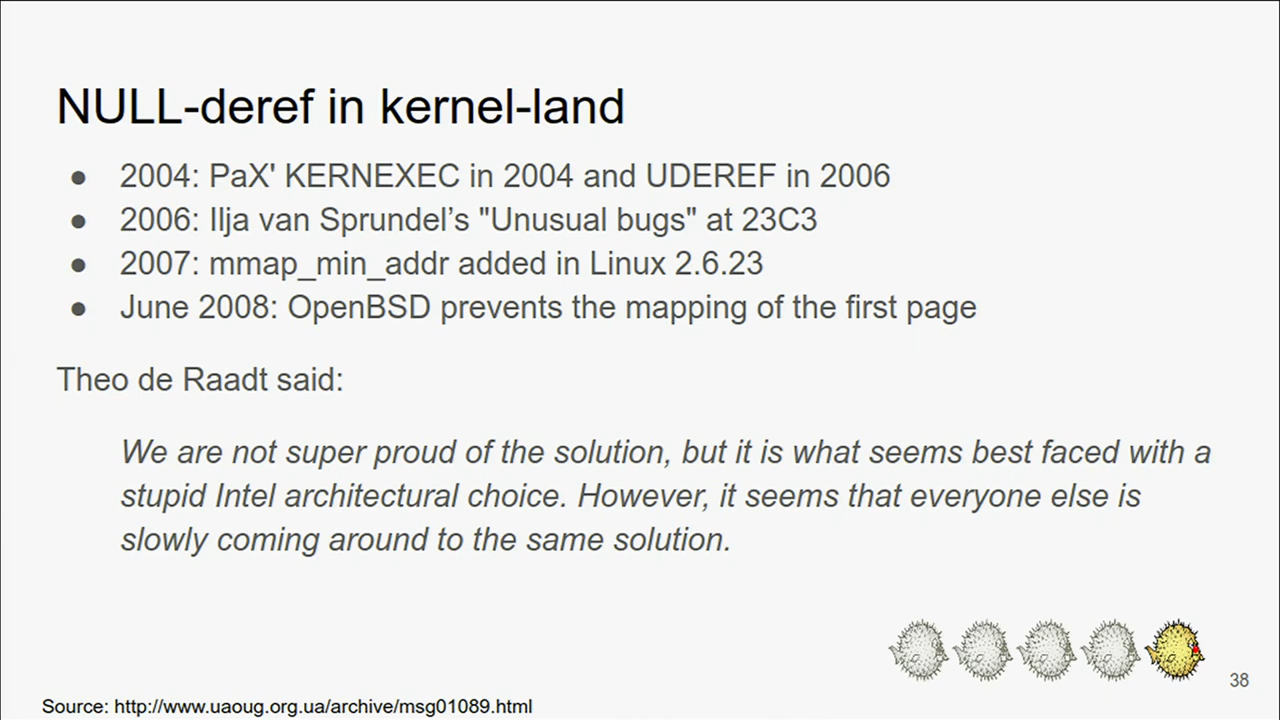 NULL-deref in kernel-land
● 2004: PaX' KERNEXEC in 2004 and UDEREF in 2006
● 2006: Ilja van Sprundel’s "Unusual bugs" at 23C3
● 2007: mmap_min_addr added in Linux 2.6.23
● June 2008: OpenBSD prevents the mapping of the first page
Theo de Raadt said:
We are not super proud of the solution, but it is what seems best faced with a
stupid Intel architectural choice. However, it seems that everyone else is
slowly coming around to the same solution.
38
Source: http://www.uaoug.org.ua/archive/msg01089.html